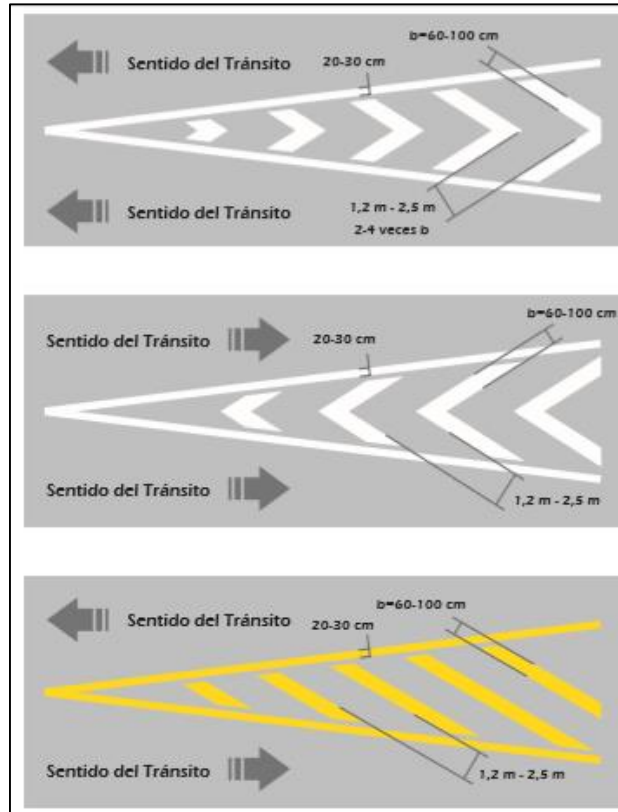 b=60-100 cm
Sentido del Tránsito
20-30 cm
Sentido del Tránsito
1,2 m - 2,5 m
2-4 veces b
b=60-100 cm
Sentido del Tránsito
20-30 cm
Sentido del Tránsito
1,2 m - 2,5 m
b=60-100 cm
Sentido del Tránsito
20-30 cm
Sentido del Tránsito
1,2 m - 2,5 m